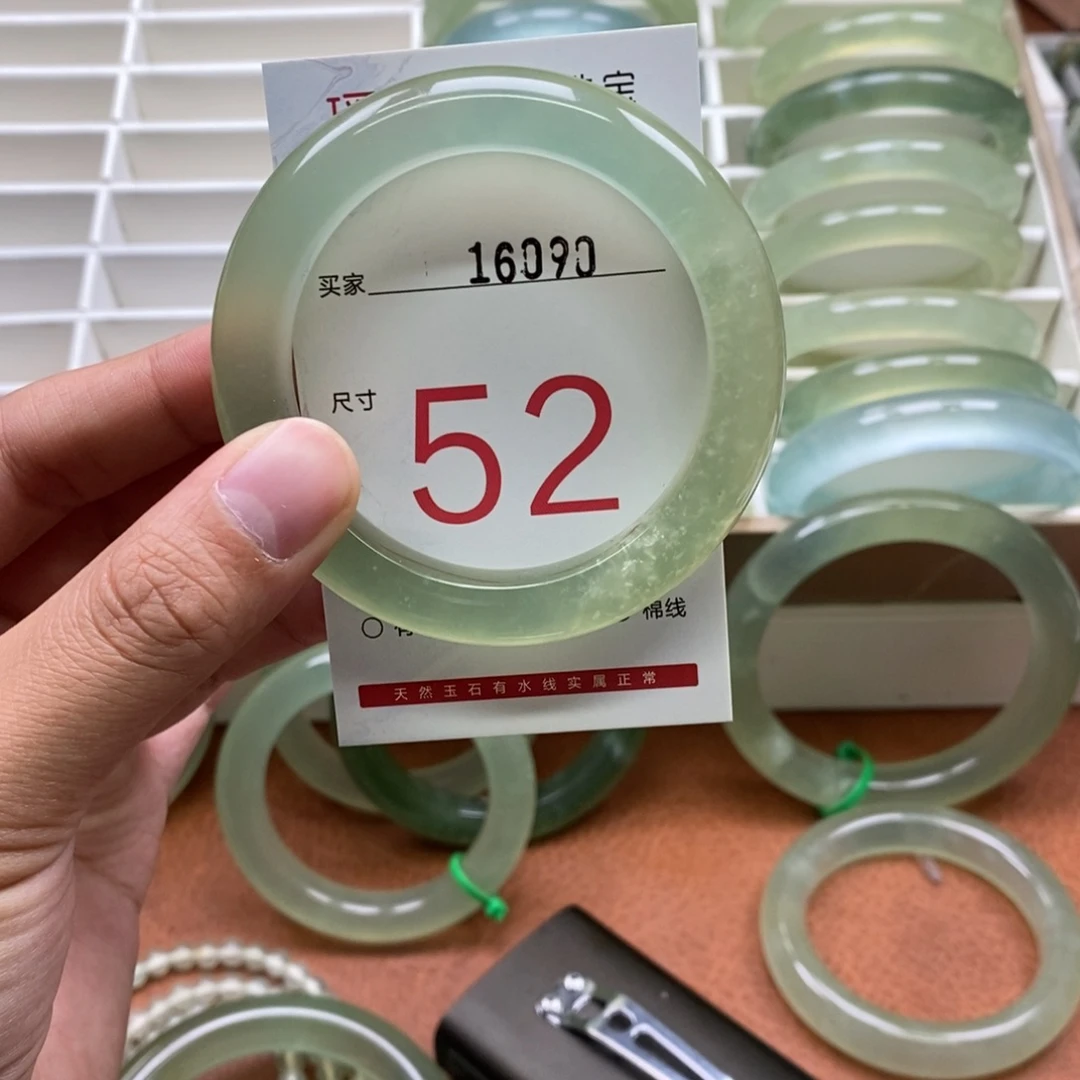 宝
买家 16090
尺寸 52
棉线
天然玉石有水线实属正常